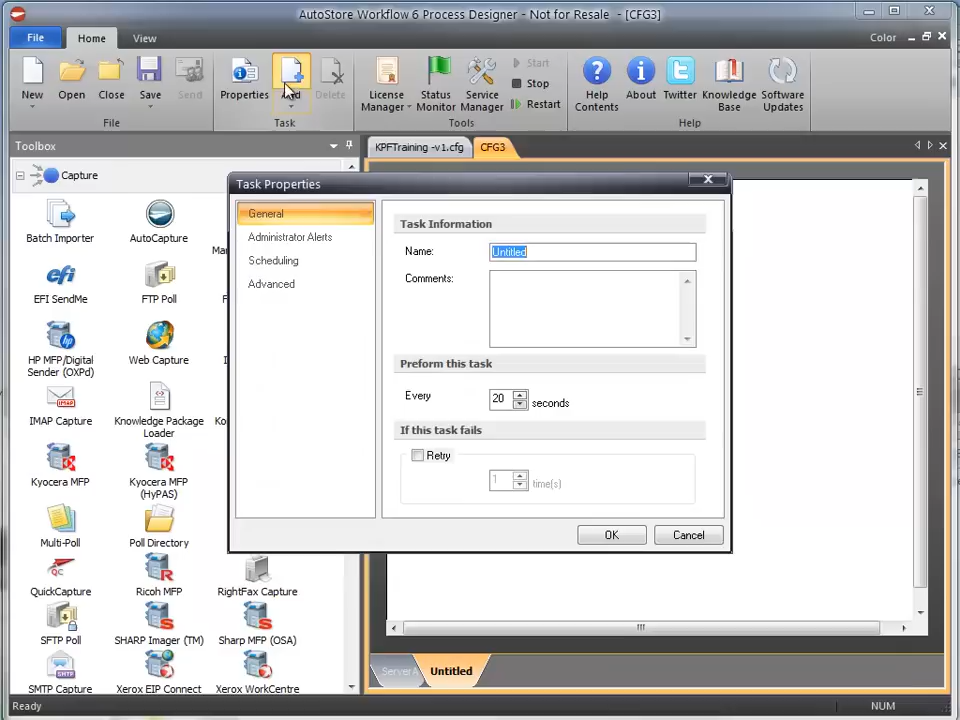 AutoStore Workflow 6 Process Designer - Not for Resale - [CFG3]
File Home View Color
New Open Close Save Send Properties Add Delete License Manager Status Monitor Service Manager Start Stop Restart Help Contents About Twitter Knowledge Base Software Updates
File Task Tools Help
Toolbox KPFTraining -v1.cfg CFG3
Capture
Batch Importer AutoCapture
EFI SendMe FTP Poll
HP MFP/Digital Sender (OXPd) Web Capture
IMAP Capture Knowledge Package Loader
Kyocera MFP Kyocera MFP (HyPAS)
Multi-Poll Poll Directory
QuickCapture Ricoh MFP RightFax Capture
SFTP Poll SHARP Imager (TM) Sharp MFP (OSA)
SMTP Capture Xerox EIP Connect Xerox WorkCentre
Task Properties
General
Administrator Alerts
Scheduling
Advanced
Task Information
Name: Untitled
Comments:
Preform this task
Every 20 seconds
If this task fails
Retry
1 time(s)
OK Cancel
ServerA Untitled
Ready NUM